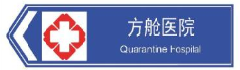 方舱医院
Quarantine Hospital